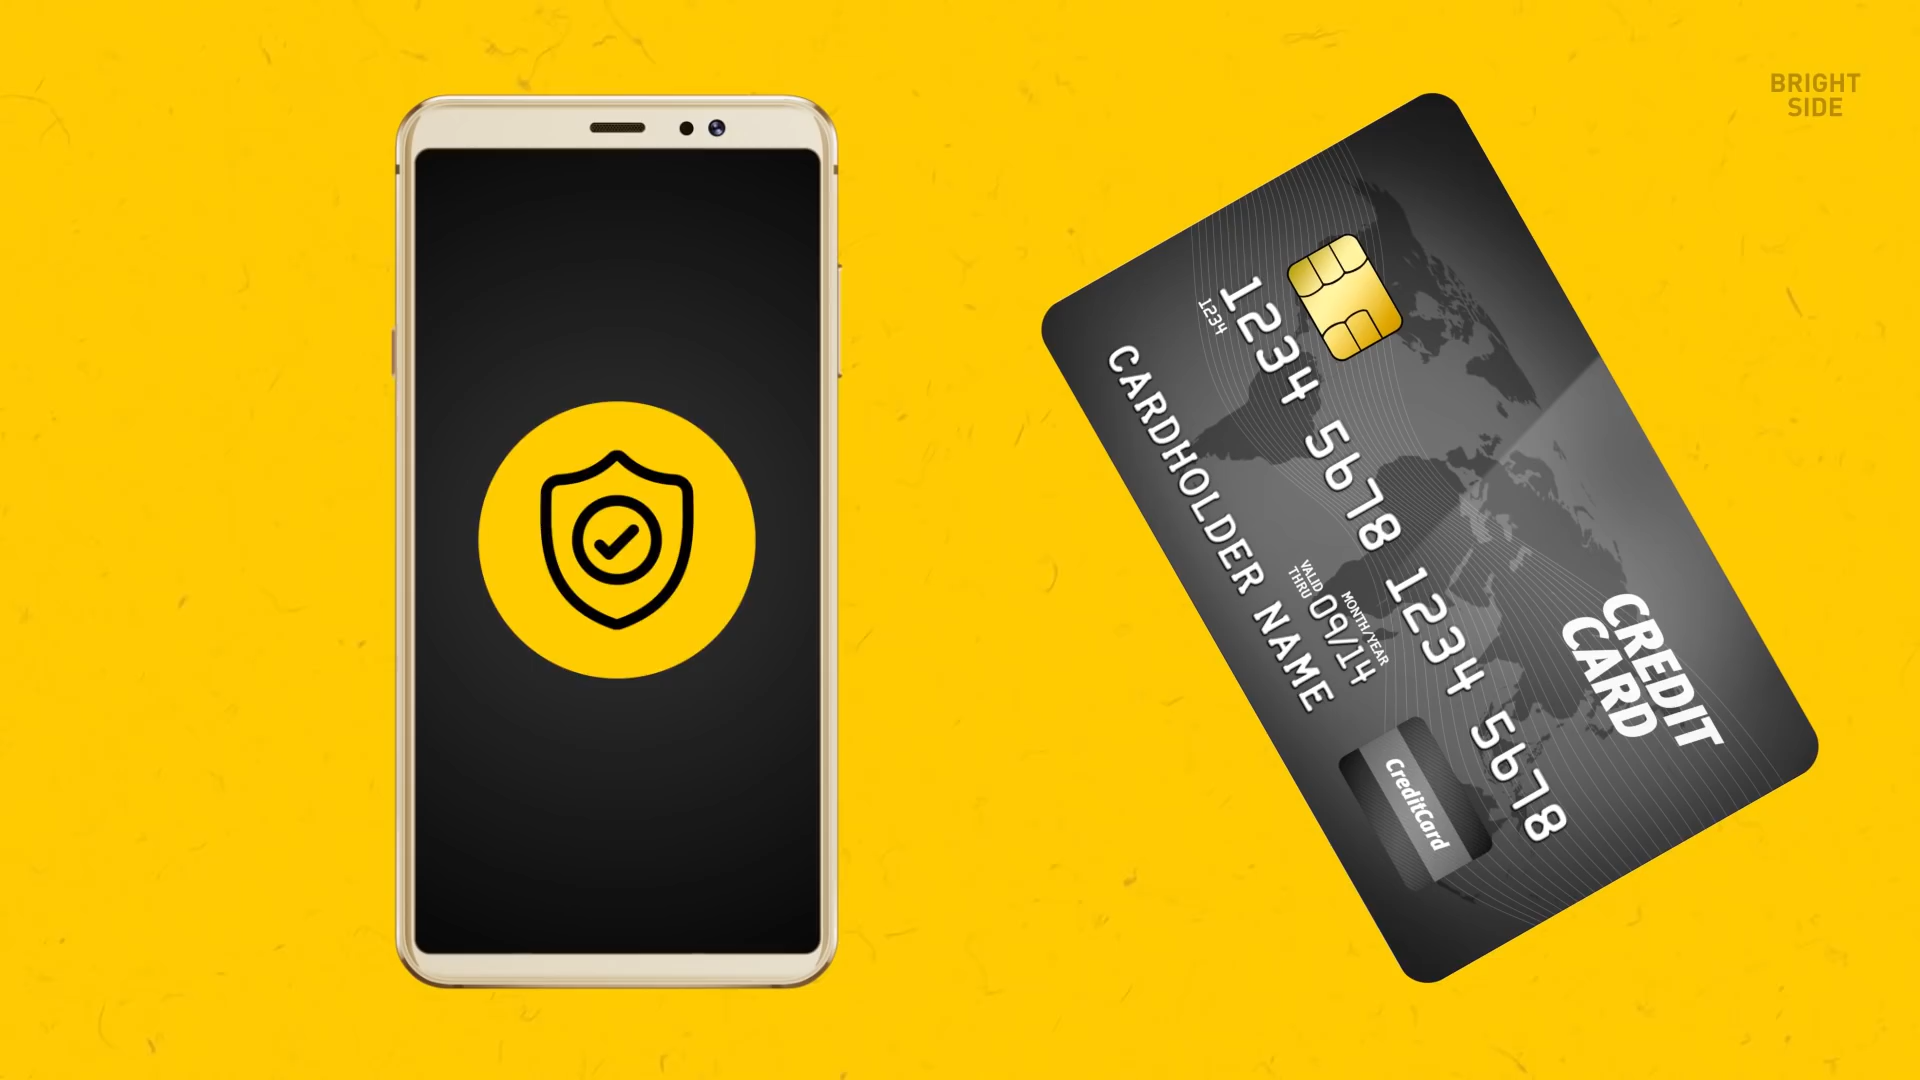 BRIGHT
SIDE
CREDIT
CARD
1234 5678 1234 5678
1234
MONTH/YEAR
VALID
THRU
09/14
CARDHOLDER NAME
CreditCard